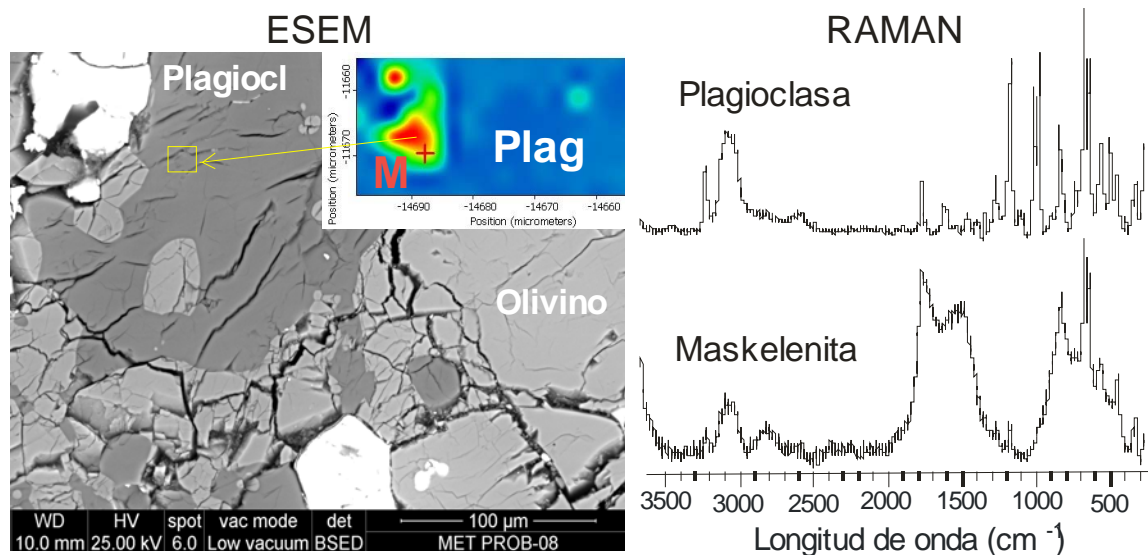 ESEM
RAMAN
Plagiocl
Plag
M
Olivino
Position (micrometers)
-11660
-11670
-14690 -14680 -14670 -14660
Position (micrometers)
WD HV spot vac mode det
10.0 mm 25.00 kV 6.0 Low vacuum BSED
100 µm
MET PROB-08
Plagioclasa
Maskelenita
3500 3000 2000 1500 1000 500
Longitud de onda (cm -1)